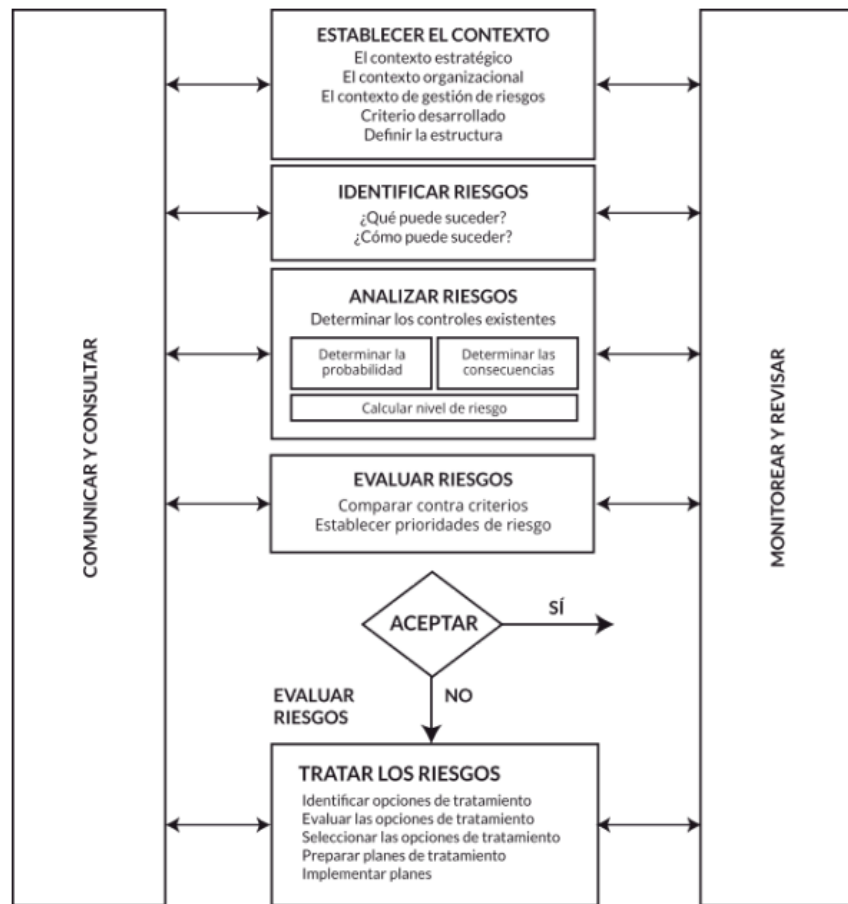 ESTABLECER EL CONTEXTO
El contexto estratégico
El contexto organizacional
El contexto de gestión de riesgos
Criterio desarrollado
Definir la estructura
IDENTIFICAR RIESGOS
¿Qué puede suceder?
¿Cómo puede suceder?
ANALIZAR RIESGOS
Determinar los controles existentes
Determinar la
probabilidad
Determinar las
consecuencias
Calcular nivel de riesgo
EVALUAR RIESGOS
Comparar contra criterios
Establecer prioridades de riesgo
ACEPTAR
SÍ
EVALUAR
RIESGOS
NO
TRATAR LOS RIESGOS
Identificar opciones de tratamiento
Evaluar las opciones de tratamiento
Seleccionar las opciones de tratamiento
Preparar planes de tratamiento
Implementar planes
COMUNICAR Y CONSULTAR
MONITOREAR Y REVISAR